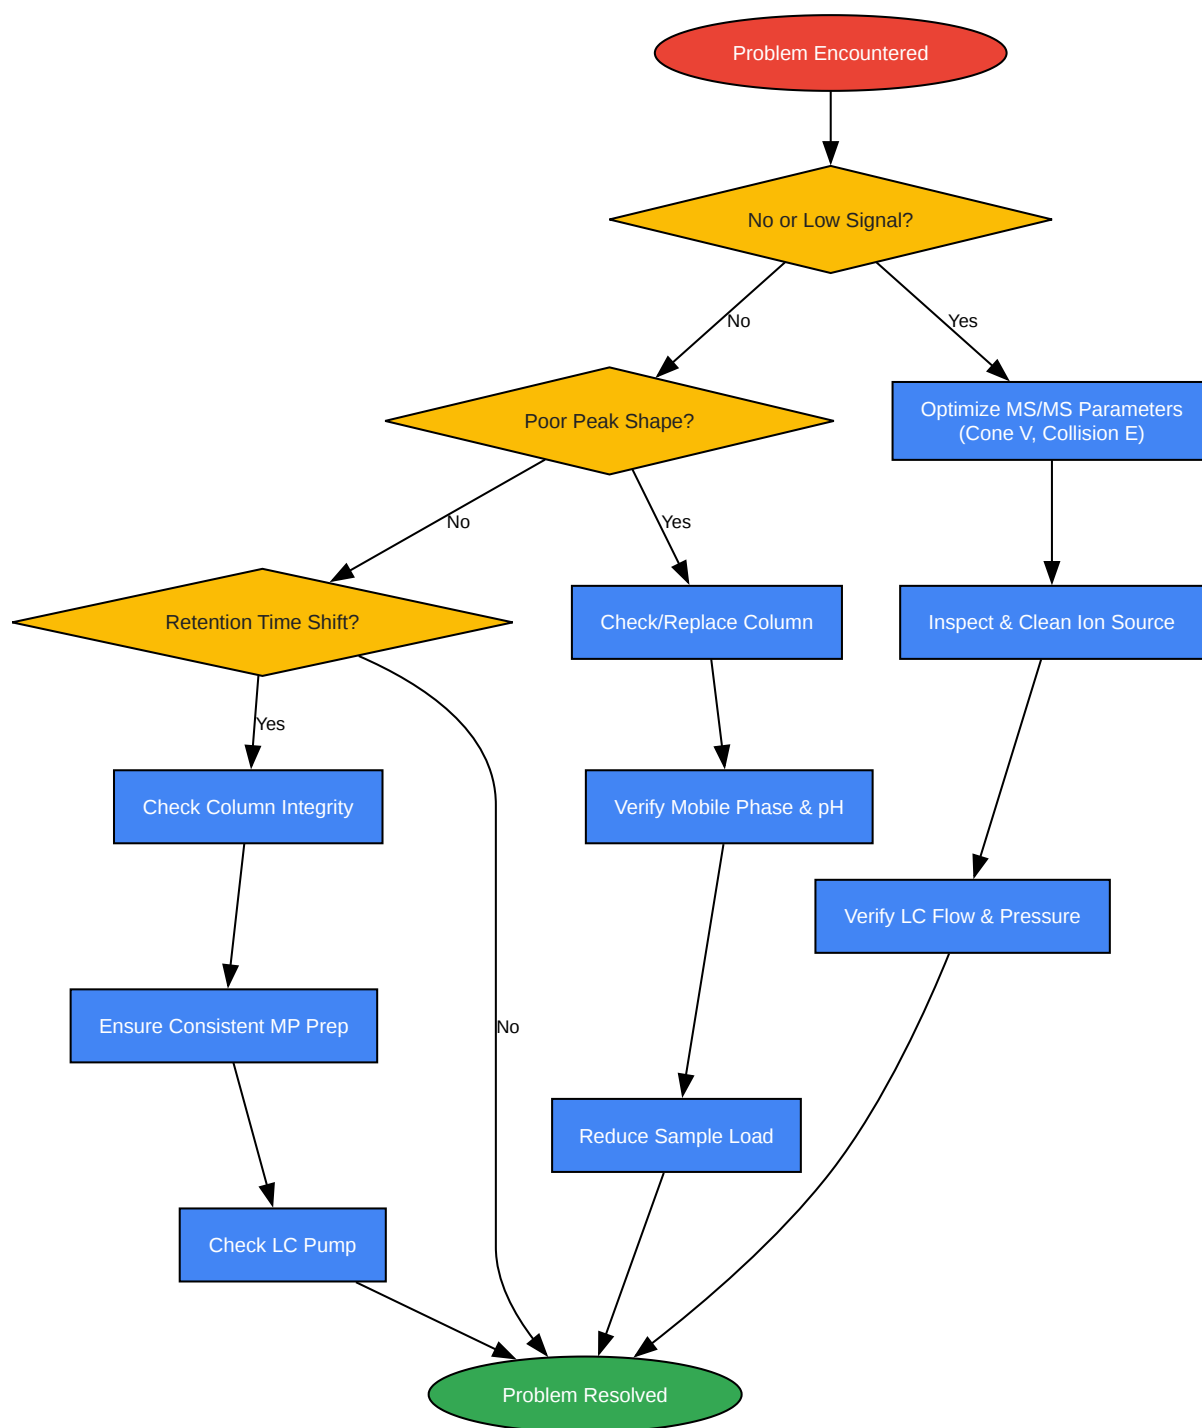 Problem Encountered
No or Low Signal?
No
Yes
Poor Peak Shape?
Optimize MS/MS Parameters
(Cone V, Collision E)
No
Yes
Retention Time Shift?
Check/Replace Column
Inspect & Clean Ion Source
Yes
Check Column Integrity
Verify Mobile Phase & pH
Verify LC Flow & Pressure
Ensure Consistent MP Prep
No
Reduce Sample Load
Check LC Pump
Problem Resolved